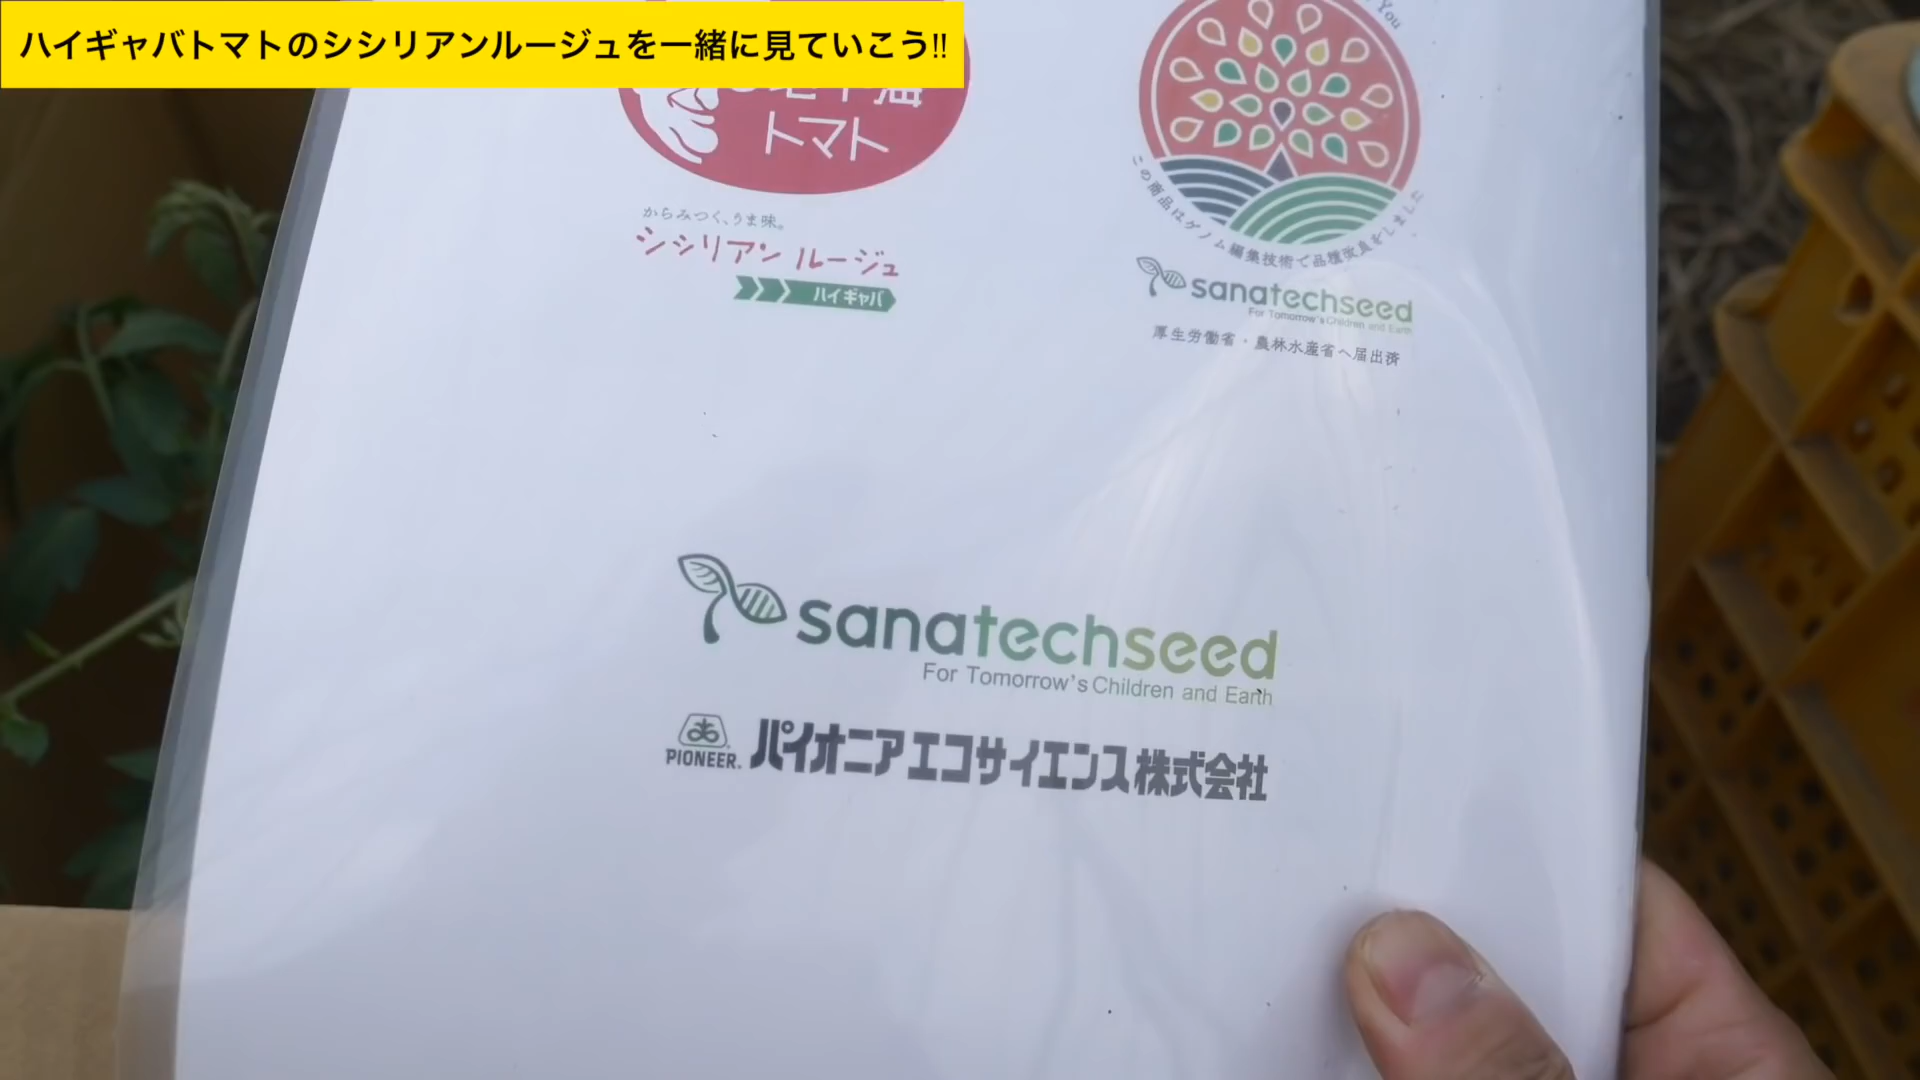 ハイギャバトマトのシシリアンルージュを一緒に見ていこう!!
トマト
からみつく、うま味。
シシリアン ルージュ
ハイギャバ
You
この商品はゲノム編集技術で品種改良をしました
sanatechseed
For Tomorrow's Children and Earth
厚生労働省・農林水産省へ届出済
sanatechseed
For Tomorrow's Children and Earth
PIONEER.
パイオニアエコサイエンス株式会社